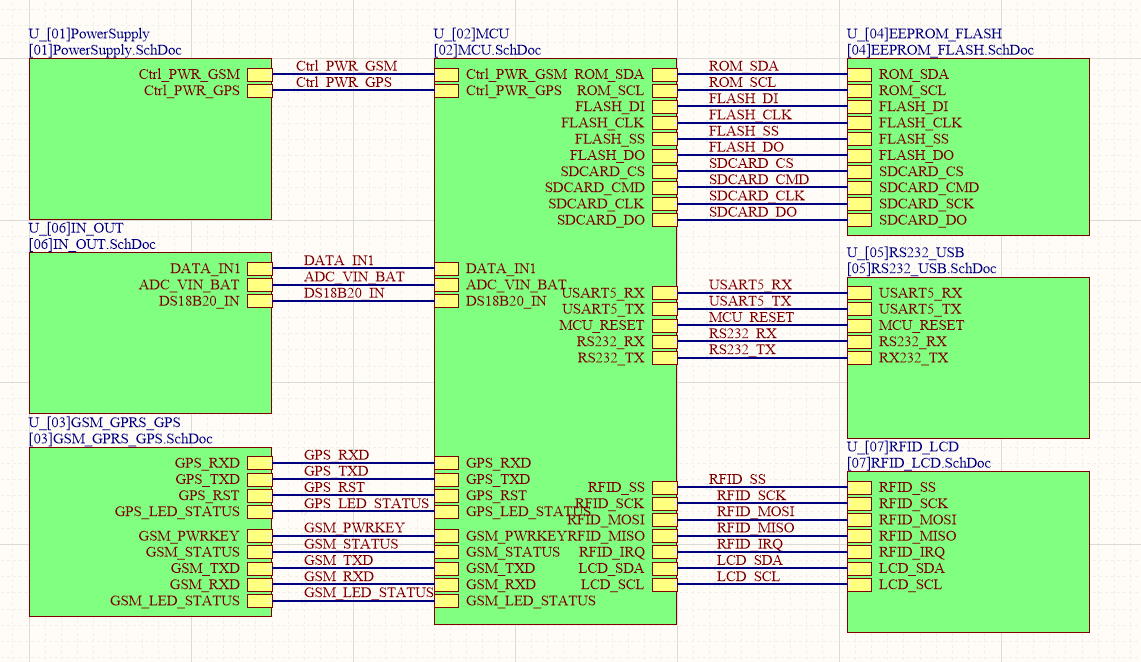 U_[01]PowerSupply
[01]PowerSupply.SchDoc
Ctrl_PWR_GSM
Ctrl_PWR_GPS
Ctrl_PWR_GSM
Ctrl_PWR_GPS
U_[06]IN_OUT
[06]IN_OUT.SchDoc
DATA_IN1
ADC_VIN_BAT
DS18B20_IN
DATA_IN1
ADC_VIN_BAT
DS18B20_IN
U_[03]GSM_GPRS_GPS
[03]GSM_GPRS_GPS.SchDoc
GPS_RXD
GPS_TXD
GPS_RST
GPS_LED_STATUS
GSM_PWRKEY
GSM_STATUS
GSM_TXD
GSM_RXD
GSM_LED_STATUS
GPS_RXD
GPS_TXD
GPS_RST
GPS_LED_STATUS
GSM_PWRKEY
GSM_STATUS
GSM_TXD
GSM_RXD
GSM_LED_STATUS
U_[02]MCU
[02]MCU.SchDoc
Ctrl_PWR_GSM
Ctrl_PWR_GPS
DATA_IN1
ADC_VIN_BAT
DS18B20_IN
GPS_RXD
GPS_TXD
GPS_RST
GPS_LED_STATUS
GSM_PWRKEY
GSM_STATUS
GSM_TXD
GSM_RXD
GSM_LED_STATUS
ROM_SDA
ROM_SCL
FLASH_DI
FLASH_CLK
FLASH_SS
FLASH_DO
SDCARD_CS
SDCARD_CMD
SDCARD_CLK
SDCARD_DO
USART5_RX
USART5_TX
MCU_RESET
RS232_RX
RS232_TX
RFID_SS
RFID_SCK
RFID_MOSI
RFID_MISO
RFID_IRQ
LCD_SDA
LCD_SCL
ROM_SDA
ROM_SCL
FLASH_DI
FLASH_CLK
FLASH_SS
FLASH_DO
SDCARD_CS
SDCARD_CMD
SDCARD_CLK
SDCARD_DO
USART5_RX
USART5_TX
MCU_RESET
RS232_RX
RS232_TX
RFID_SS
RFID_SCK
RFID_MOSI
RFID_MISO
RFID_IRQ
LCD_SDA
LCD_SCL
U_[04]EEPROM_FLASH
[04]EEPROM_FLASH.SchDoc
ROM_SDA
ROM_SCL
FLASH_DI
FLASH_CLK
FLASH_SS
FLASH_DO
SDCARD_CS
SDCARD_CMD
SDCARD_SCK
SDCARD_DO
U_[05]RS232_USB
[05]RS232_USB.SchDoc
USART5_RX
USART5_TX
MCU_RESET
RS232_RX
RX232_TX
U_[07]RFID_LCD
[07]RFID_LCD.SchDoc
RFID_SS
RFID_SCK
RFID_MOSI
RFID_MISO
RFID_IRQ
LCD_SDA
LCD_SCL